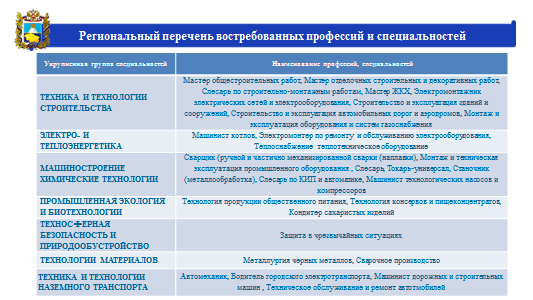 Региональный перечень востребованных профессий и специальностей
Укрупненная группа специальностей
Наименование профессий, специальностей
ТЕХНИКА И ТЕХНОЛОГИИ
СТРОИТЕЛЬСТВА
Мастер общестроительных работ, Мастер отделочных строительных и декоративных работ,
Слесарь по строительно-монтажным работам, Мастер ЖКХ, Электромонтажник
электрических сетей и электрооборудования, Строительство и эксплуатация зданий и
сооружений, Строительство и эксплуатация автомобильных дорог и аэродромов, Монтаж и
эксплуатация оборудования и систем газоснабжения
ЭЛЕКТРО- И
ТЕПЛОЭНЕРГЕТИКА
Машинист котлов, Электромонтер по ремонту и обслуживанию электрооборудования,
Теплоснабжение теплотехническое оборудование
МАШИНОСТРОЕНИЕ
ХИМИЧЕСКИЕ ТЕХНОЛОГИИ
Сварщик (ручной и частично механизированной сварки (наплавки), Монтаж и техническая
эксплуатация промышленного оборудования , Слесарь, Токарь-универсал, Станочник
(металлообработка), Слесарь по КИП и автоматике, Машинист технологических насосов и
компрессоров
ПРОМЫШЛЕННАЯ ЭКОЛОГИЯ
И БИОТЕХНОЛОГИИ
Технология продукции общественного питания, Технология консервов и пищеконцентратов,
Кондитер сахаристых изделий
ТЕХНОСФЕРНАЯ
БЕЗОПАСНОСТЬ И
ПРИРОДООБУСТРОЙСТВО
Защита в чрезвычайных ситуациях
ТЕХНОЛОГИИ МАТЕРИАЛОВ
Металлургия черных металлов, Сварочное производство
ТЕХНИКА И ТЕХНОЛОГИИ
НАЗЕМНОГО ТРАНСПОРТА
Автомеханик, Водитель городского электротранспорта, Машинист дорожных и строительных
машин , Техническое обслуживание и ремонт автомобилей